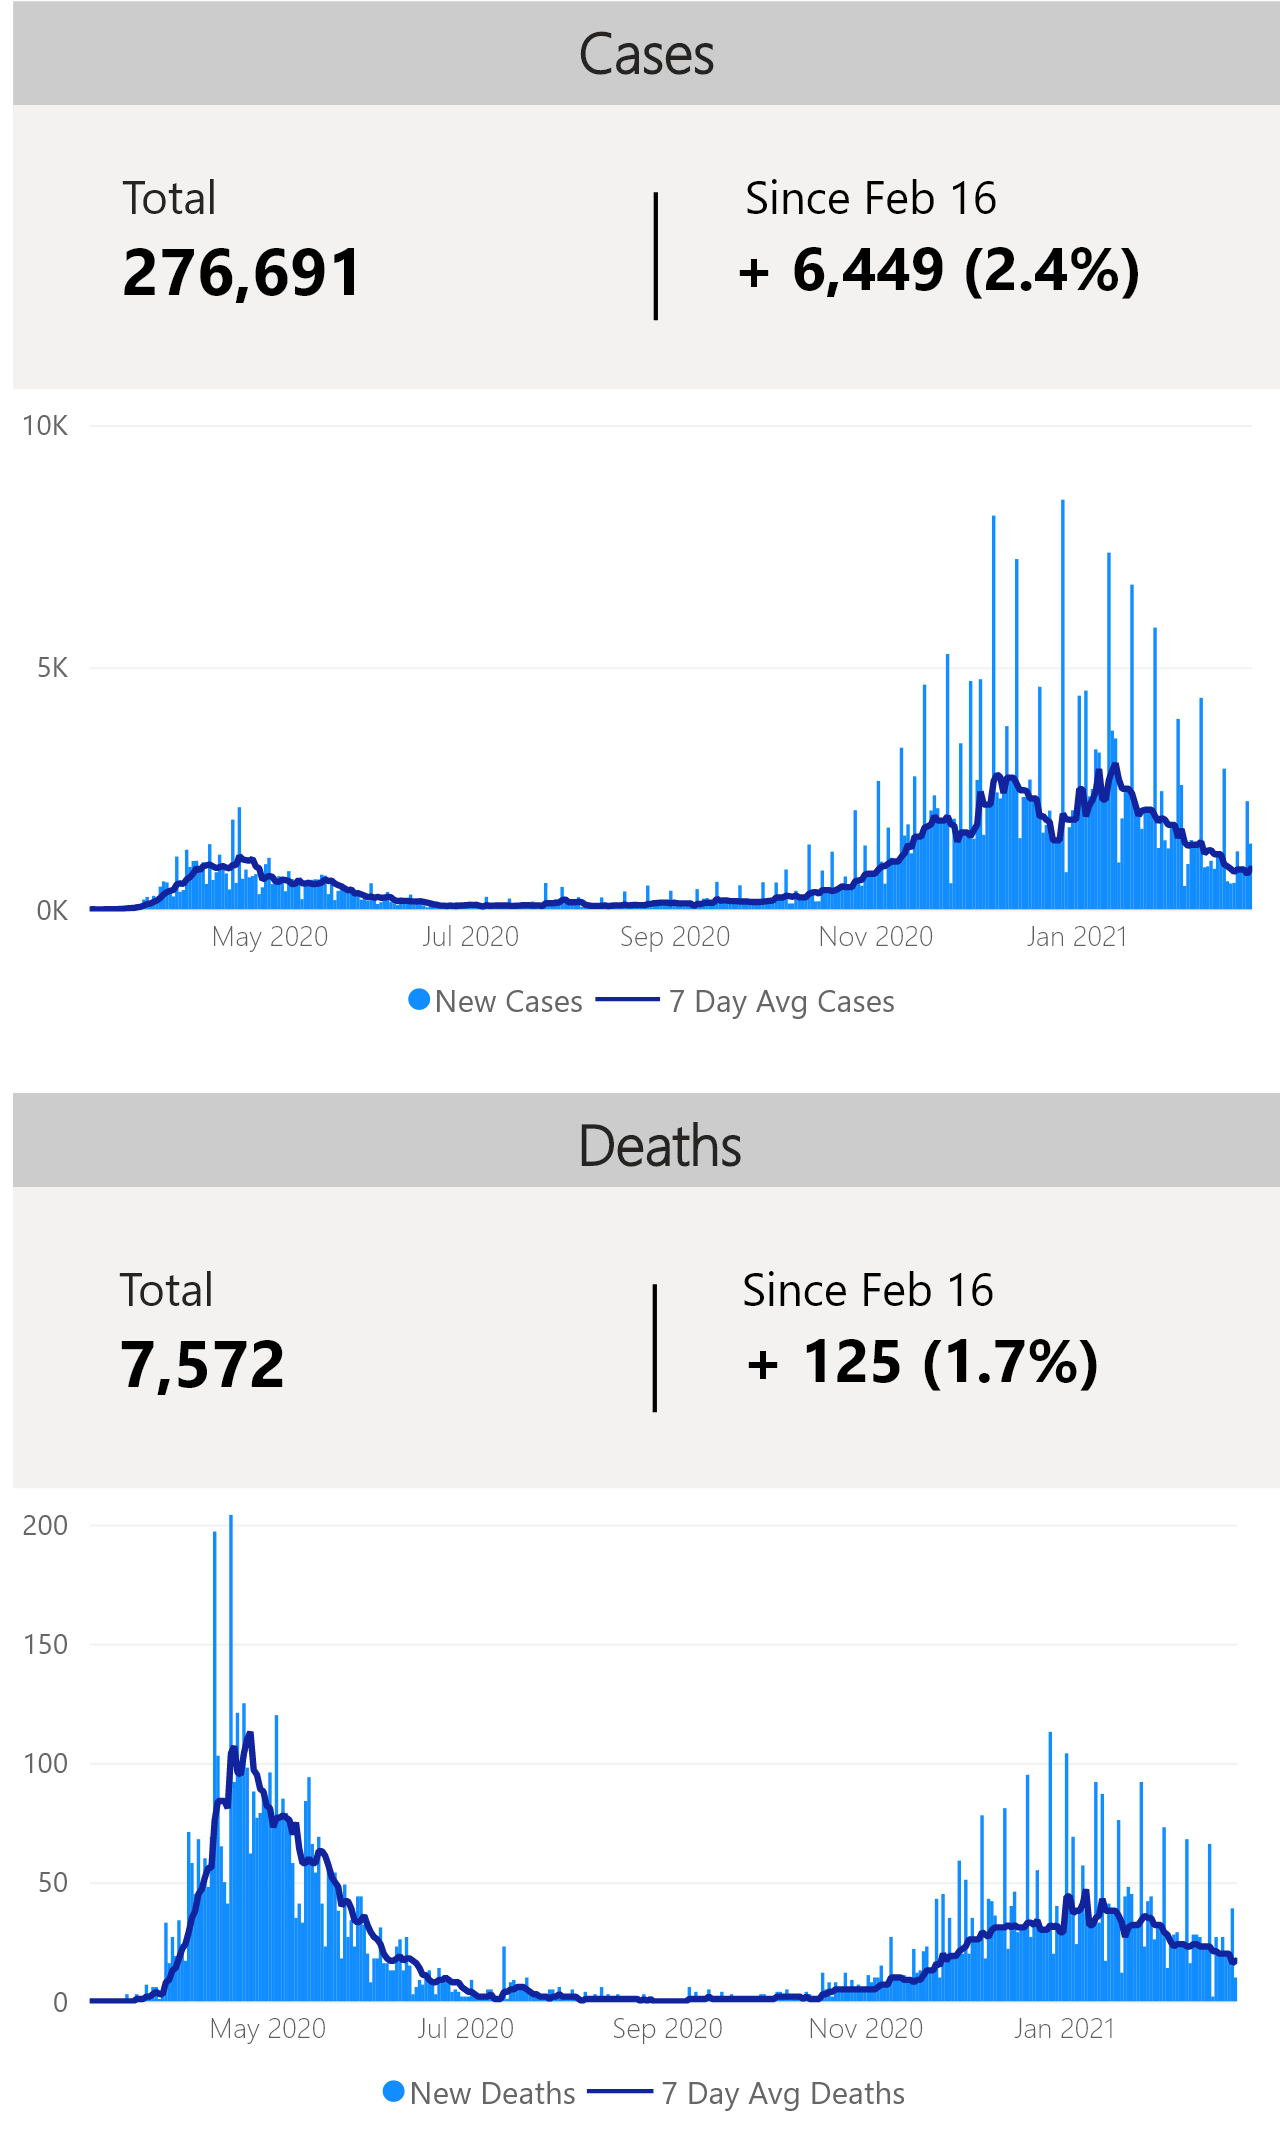 Cases
Total
Since Feb 16
276,691
+ 6,449 (2.4%)
10K
5K
0K
May 2020
Jul 2020
Sep 2020
Nov 2020
Jan 2021
New Cases
7 Day Avg Cases
Deaths
Total
Since Feb 16
7,572
+ 125 (1.7%)
200
150
100
50
0
May 2020
Jul 2020
Sep 2020
Nov 2020
Jan 2021
New Deaths
7 Day Avg Deaths